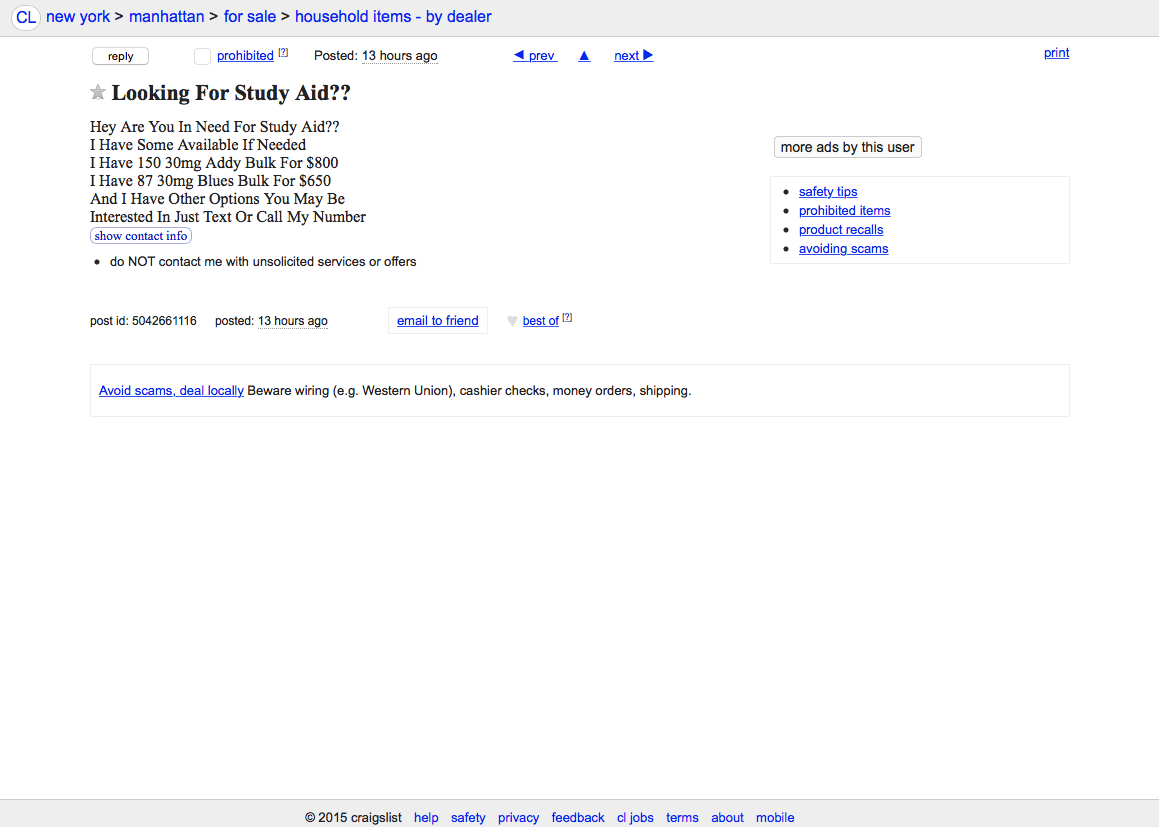 CL new york > manhattan > for sale > household items - by dealer
reply prohibited [?] Posted: 13 hours ago ◀ prev ▲ next ▶ print
★ Looking For Study Aid??
Hey Are You In Need For Study Aid??
I Have Some Available If Needed
I Have 150 30mg Addy Bulk For $800
I Have 87 30mg Blues Bulk For $650
And I Have Other Options You May Be
Interested In Just Text Or Call My Number
show contact info
• do NOT contact me with unsolicited services or offers
more ads by this user
• safety tips
• prohibited items
• product recalls
• avoiding scams
post id: 5042661116 posted: 13 hours ago email to friend ♥ best of [?]
Avoid scams, deal locally Beware wiring (e.g. Western Union), cashier checks, money orders, shipping.
© 2015 craigslist help safety privacy feedback cl jobs terms about mobile